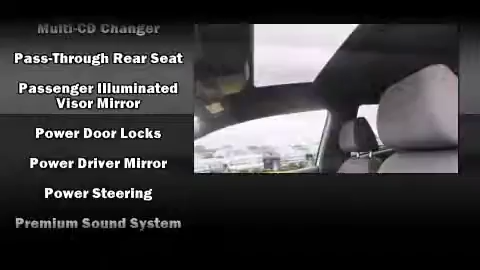 Multi-CD Changer
Pass-Through Rear Seat
Passenger Illuminated
Visor Mirror
Power Door Locks
Power Driver Mirror
Power Steering
Premium Sound System